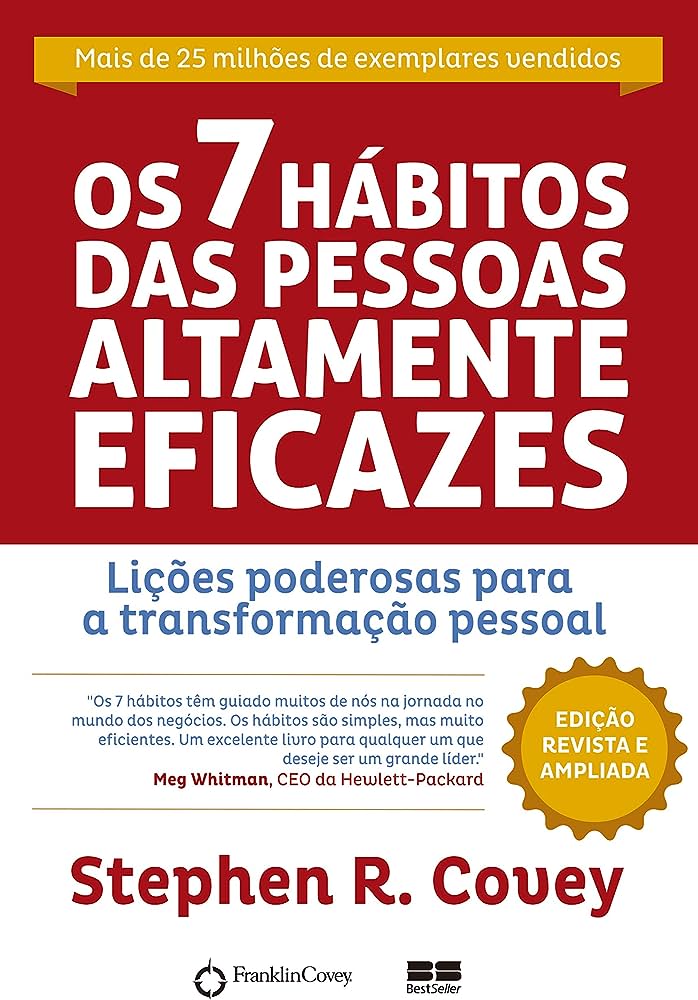 Mais de 25 milhões de exemplares vendidos
OS 7 HÁBITOS
DAS PESSOAS
ALTAMENTE
EFICAZES
Lições poderosas para
a transformação pessoal
"Os 7 hábitos têm guiado muitos de nós na jornada no
mundo dos negócios. Os hábitos são simples, mas muito
eficientes. Um excelente livro para qualquer um que
deseje ser um grande líder."
Meg Whitman, CEO da Hewlett-Packard
EDIÇÃO
REVISTA E
AMPLIADA
Stephen R. Covey
FranklinCovey
BS
BestSeller